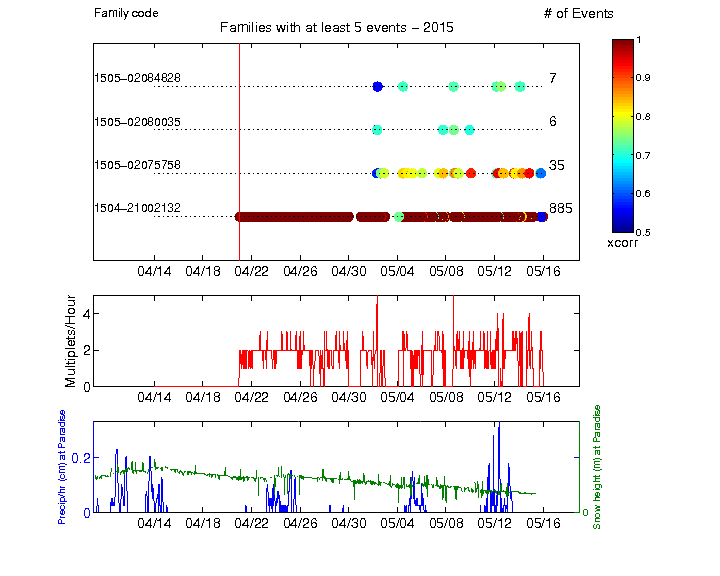 Family code
# of Events
Families with at least 5 events – 2015
1505–02084828
7
1505–02080035
6
1505–02075758
35
1504–21002132
885
04/14 04/18 04/22 04/26 04/30 05/04 05/08 05/12 05/16
1
0.9
0.8
0.7
0.6
0.5
xcorr
Multiplets/Hour
4
2
0
04/14 04/18 04/22 04/26 04/30 05/04 05/08 05/12 05/16
Precip/hr (cm) at Paradise
0.2
0
Snow height (m) at Paradise
0
04/14 04/18 04/22 04/26 04/30 05/04 05/08 05/12 05/16